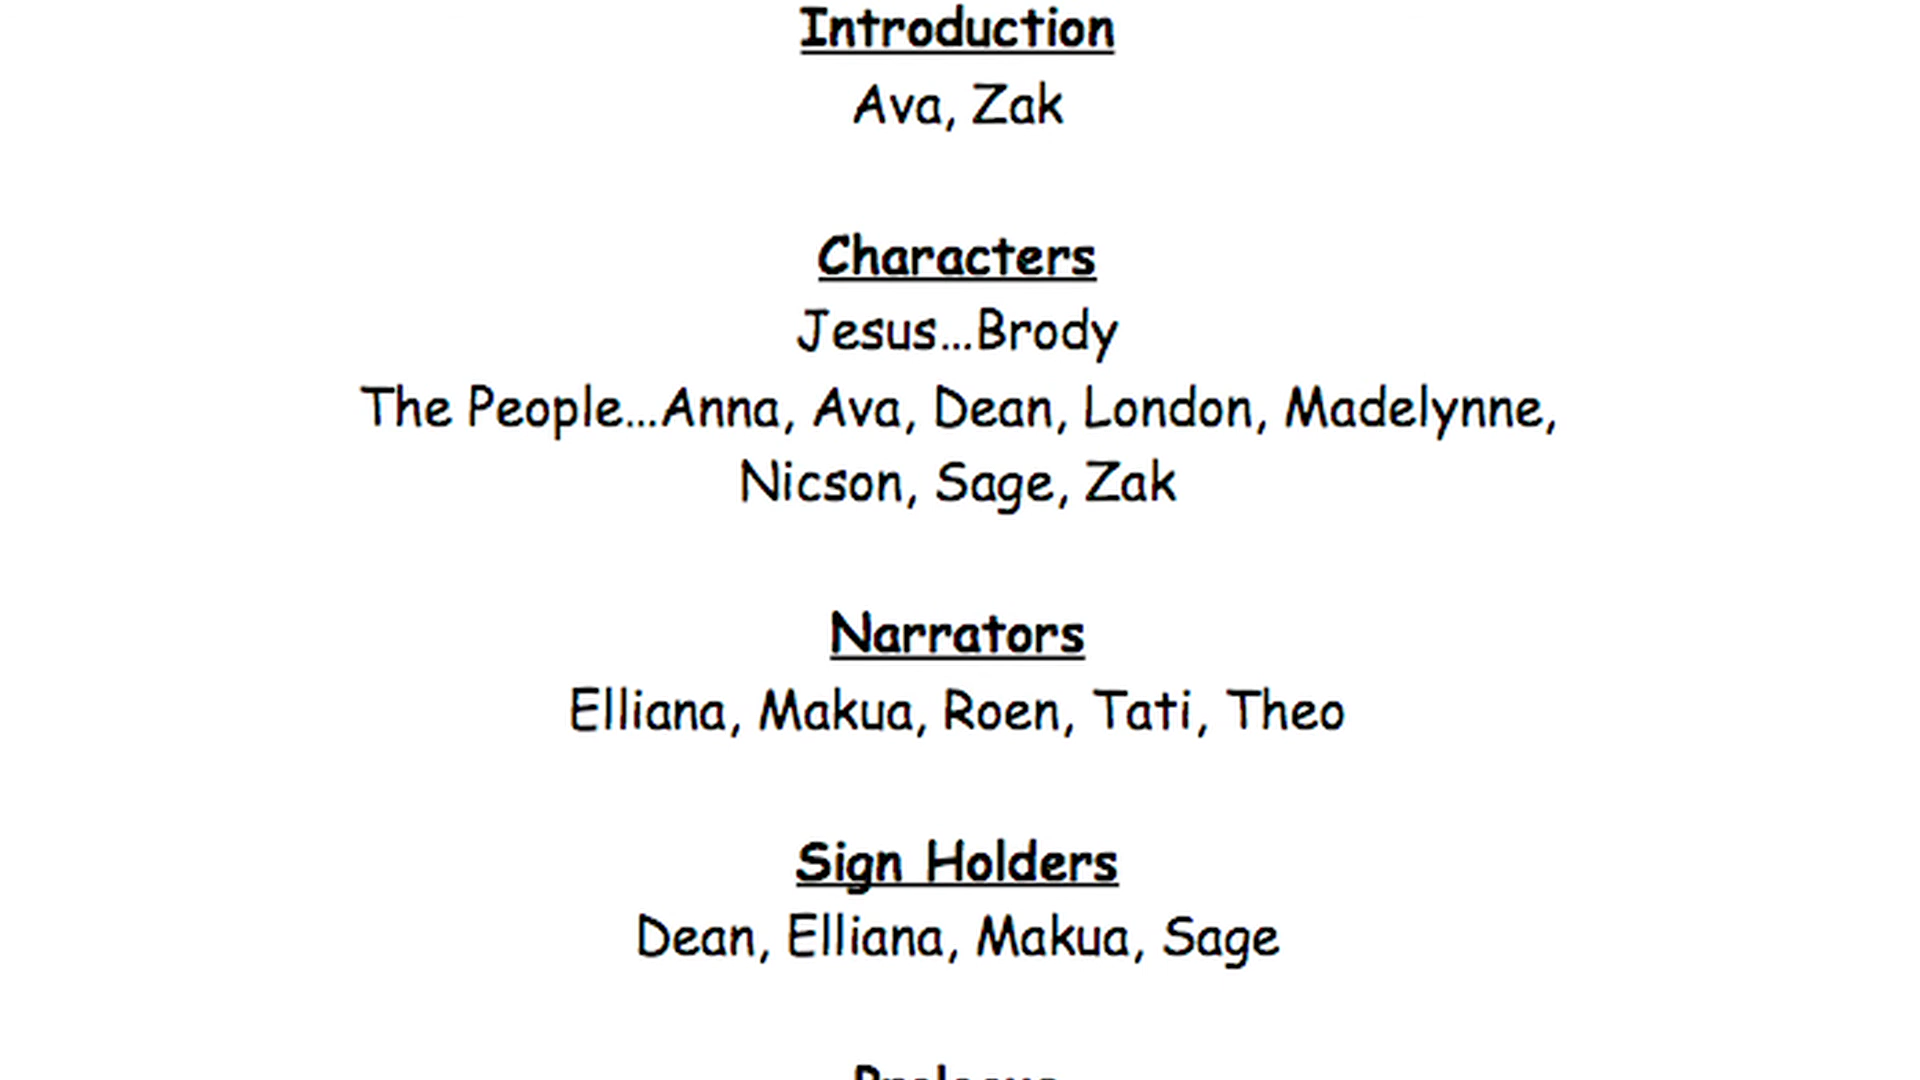 Introduction
Ava, Zak
Characters
Jesus...Brody
The People...Anna, Ava, Dean, London, Madelynne,
Nicson, Sage, Zak
Narrators
Elliana, Makua, Roen, Tati, Theo
Sign Holders
Dean, Elliana, Makua, Sage